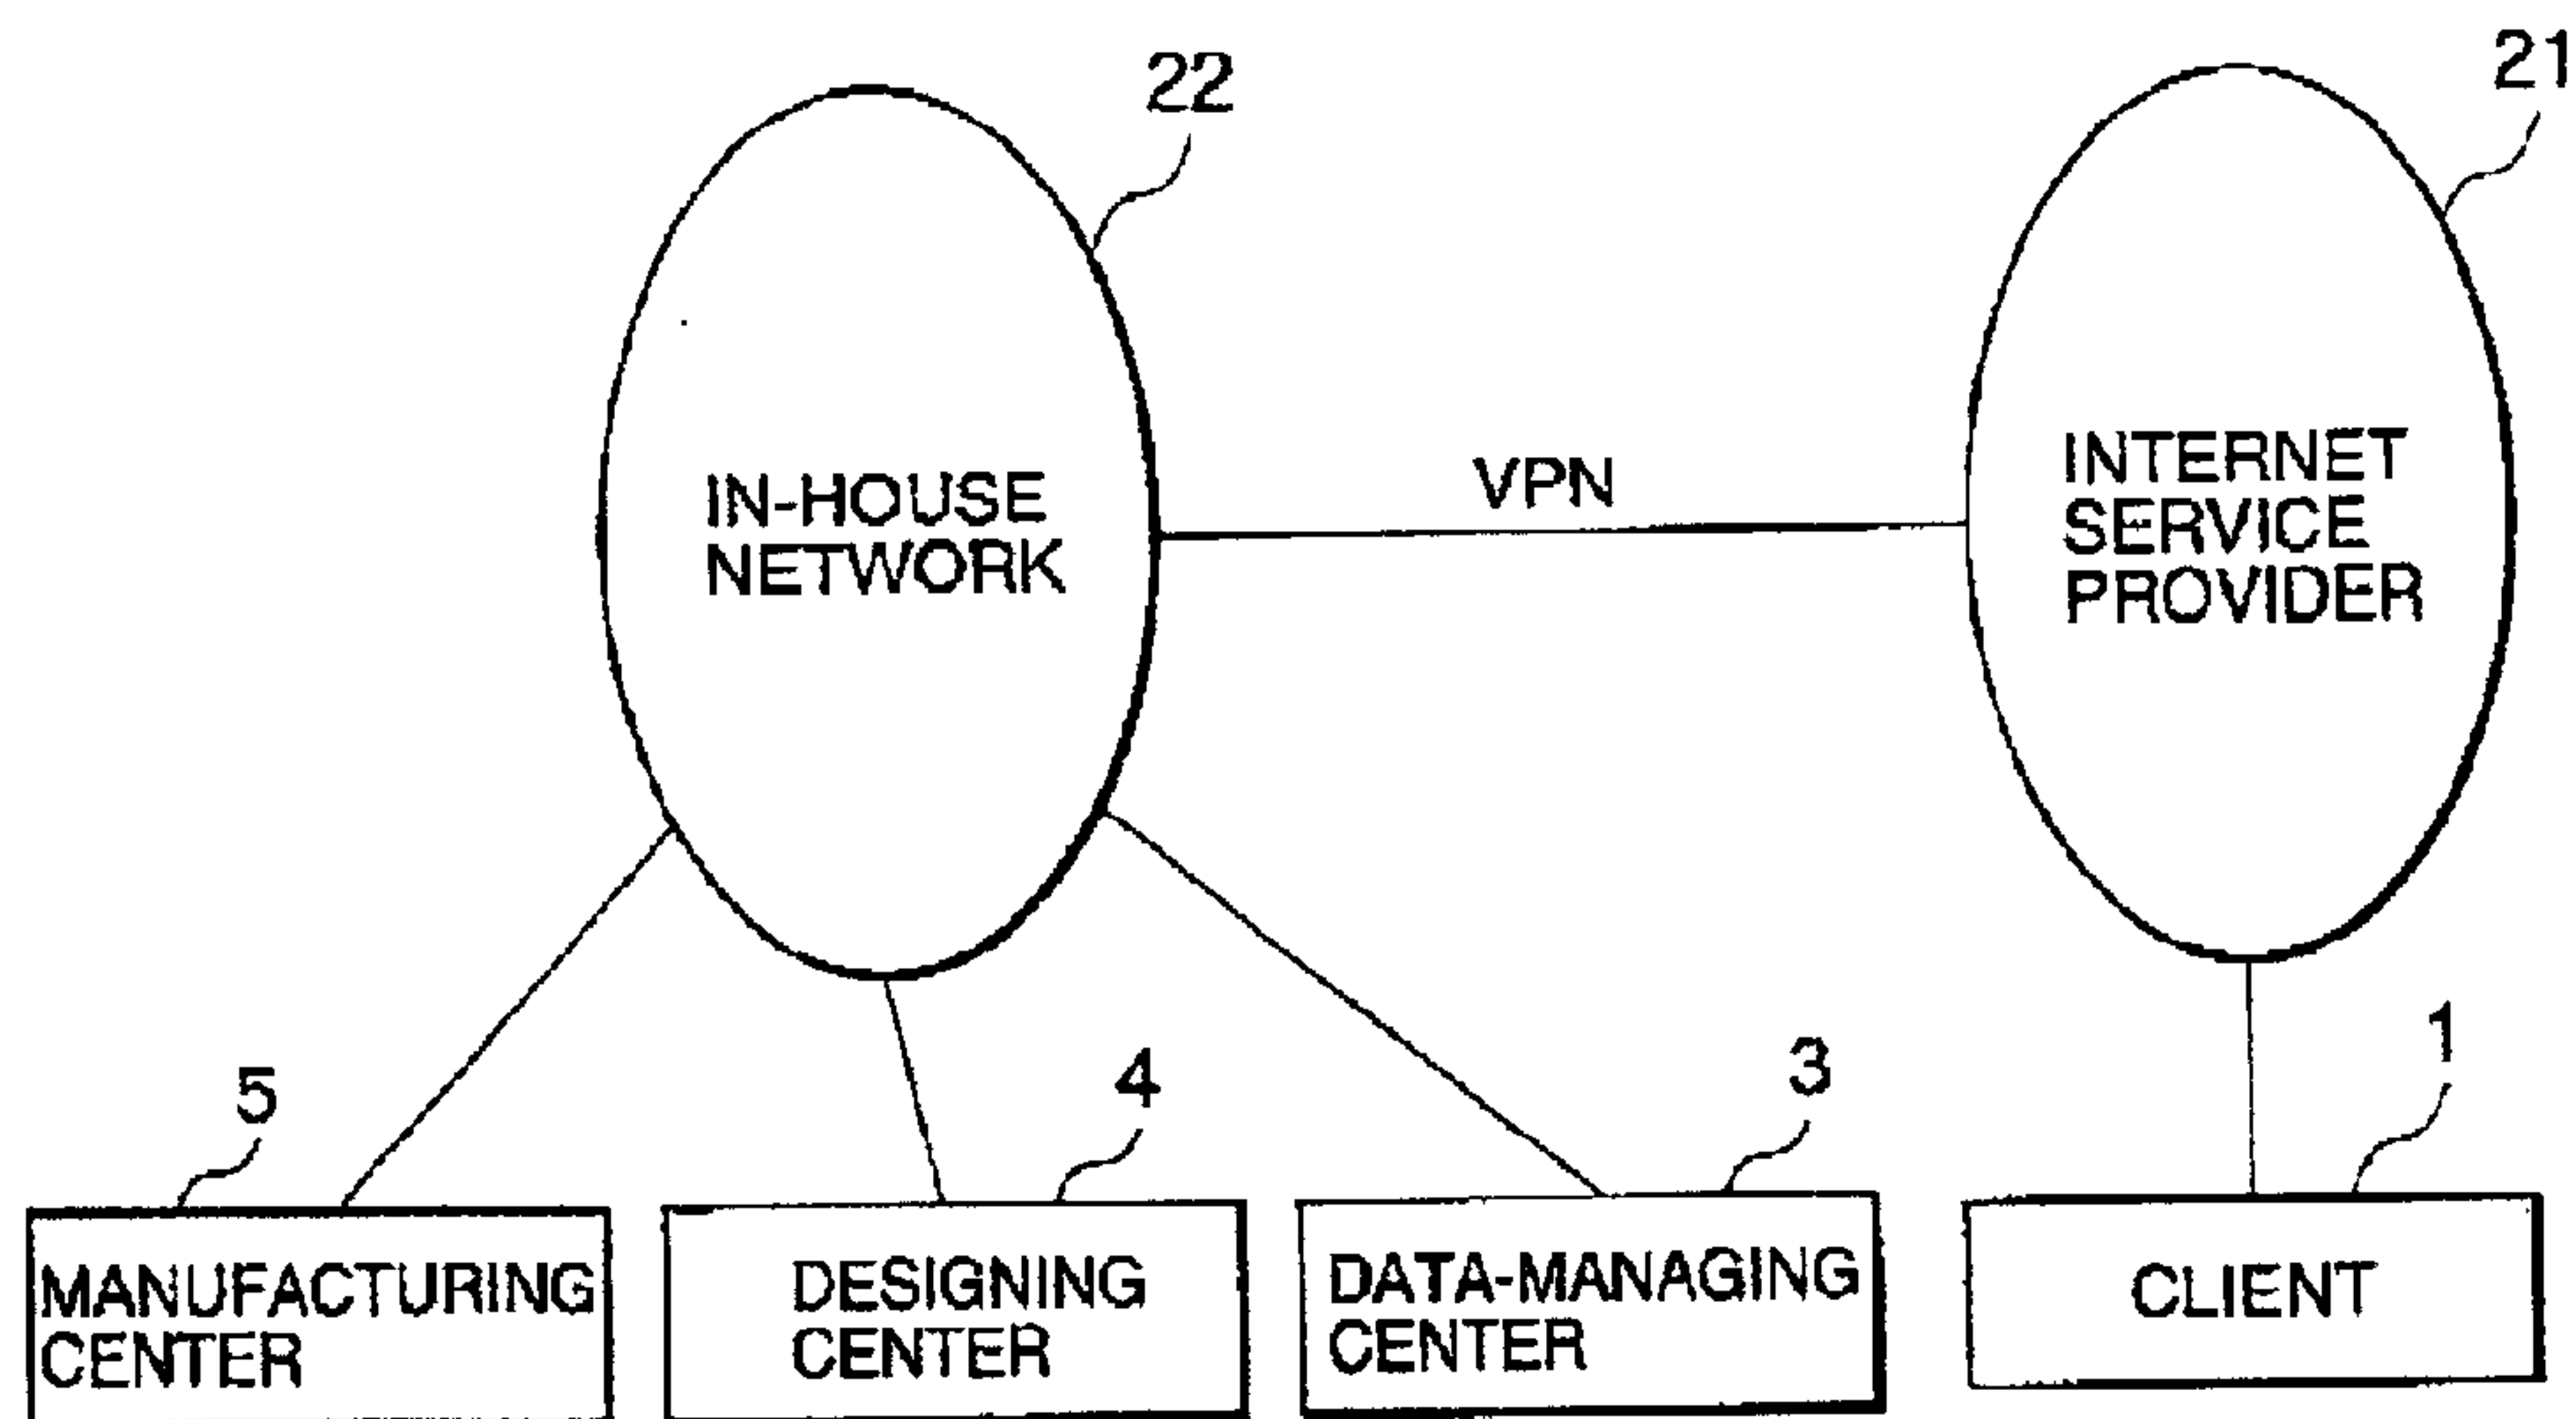 22
21
IN-HOUSE
NETWORK
VPN
INTERNET
SERVICE
PROVIDER
5
4
3
1
MANUFACTURING
CENTER
DESIGNING
CENTER
DATA-MANAGING
CENTER
CLIENT